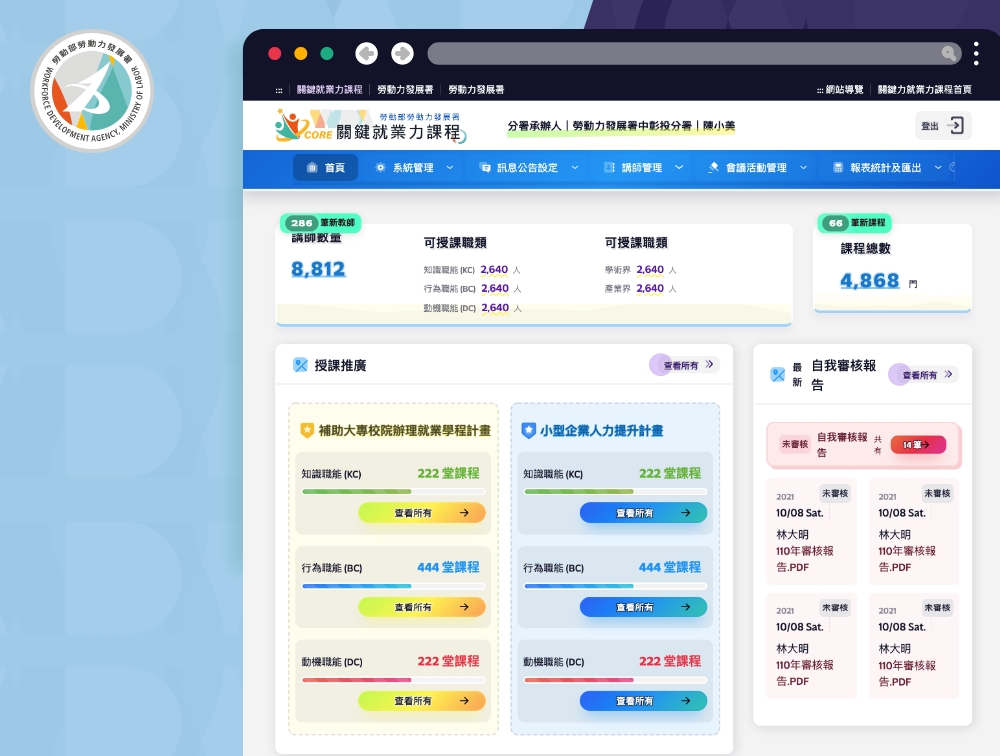 勞動部勞動力發展署
WORKFORCE DEVELOPMENT AGENCY, MINISTRY OF LABOR
::: 關鍵就業力課程 勞動力發展署 勞動力發展署
::: 網站導覽 關鍵力就業力課程首頁
勞動部勞動力發展署
CORE 關鍵就業力課程
分署承辦人｜勞動力發展署中彰投分署｜陳小美
登出
首頁 系統管理 訊息公告設定 講師管理 會議活動管理 報表統計及匯出
286 筆新教師
講師數量
8,812
可授課職類
知識職能 (KC) 2,640 人
行為職能 (BC) 2,640 人
動機職能 (DC) 2,640 人
可授課職類
學術界 2,640 人
產業界 2,640 人
66 筆新課程
課程總數
4,868 門
授課推廣
查看所有
補助大專校院辦理就業學程計畫
知識職能 (KC) 222 堂課程
查看所有
行為職能 (BC) 444 堂課程
查看所有
動機職能 (DC) 222 堂課程
查看所有
小型企業人力提升計畫
知識職能 (KC) 222 堂課程
查看所有
行為職能 (BC) 444 堂課程
查看所有
動機職能 (DC) 222 堂課程
查看所有
最新
自我審核報告
查看所有
未審核 自我審核報告 共有 14 筆
2021 未審核
10/08 Sat.
林大明
110年審核報
告.PDF
2021 未審核
10/08 Sat.
林大明
110年審核報
告.PDF
2021 未審核
10/08 Sat.
林大明
110年審核報
告.PDF
2021 未審核
10/08 Sat.
林大明
110年審核報
告.PDF